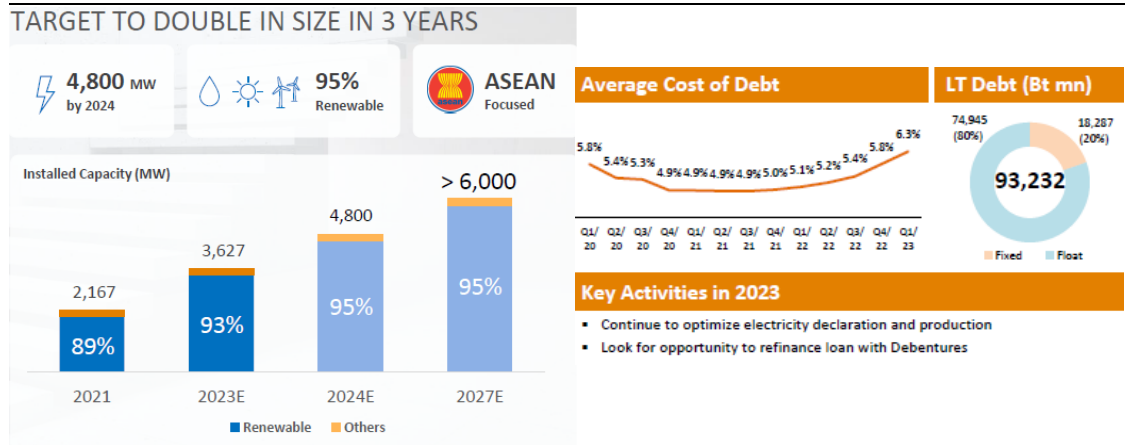 TARGET TO DOUBLE IN SIZE IN 3 YEARS
4,800 MW
by 2024
95%
Renewable
ASEAN
Focused
Installed Capacity (MW)
2,167
3,627
4,800
> 6,000
89%
93%
95%
95%
2021 2023E 2024E 2027E
Renewable Others
Average Cost of Debt
5.8% 5.4% 5.3% 4.9% 4.9% 4.9% 4.9% 5.0% 5.1% 5.2% 5.4% 5.8% 6.3%
Q1/ Q2/ Q3/ Q4/ Q1/ Q2/ Q3/ Q4/ Q1/ Q2/ Q3/ Q4/ Q1/
20 20 20 20 21 21 21 21 22 22 22 22 23
LT Debt (Bt mn)
74,945
(80%)
18,287
(20%)
93,232
Fixed Float
Key Activities in 2023
▪ Continue to optimize electricity declaration and production
▪ Look for opportunity to refinance loan with Debentures